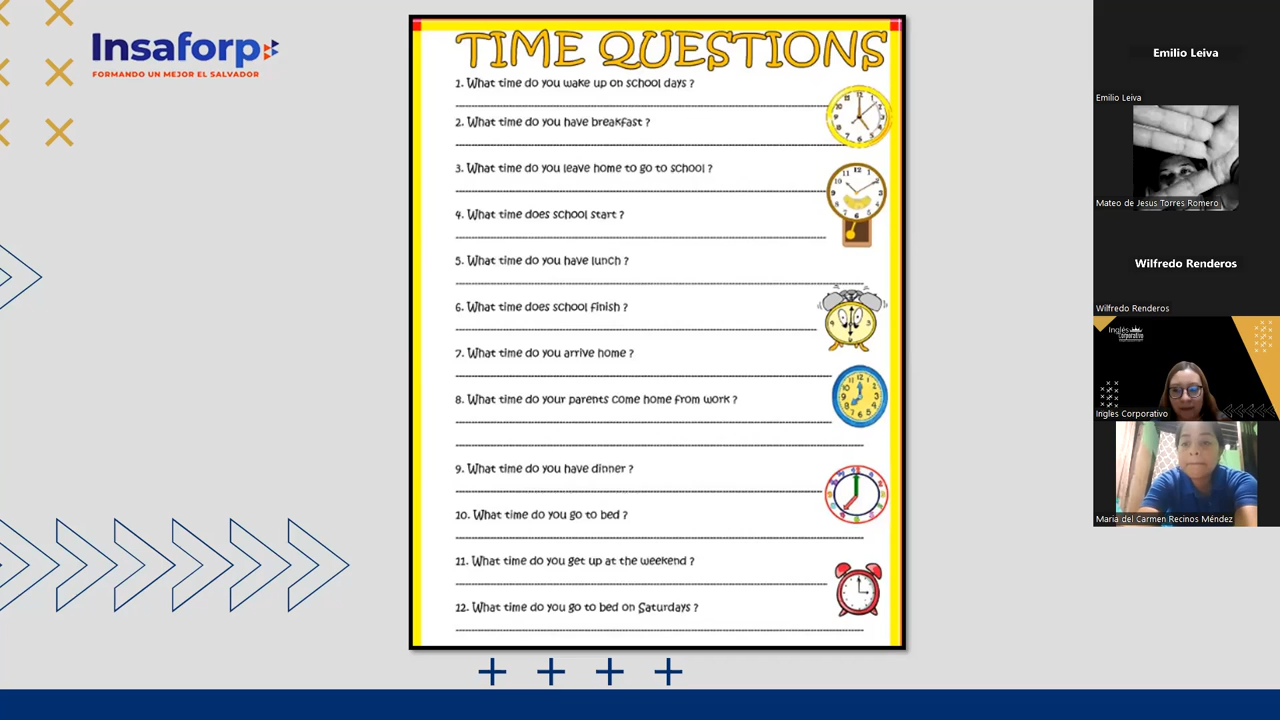 Insaforp
FORMANDO UN MEJOR EL SALVADOR
TIME QUESTIONS
1. What time do you wake up on school days ?
2. What time do you have breakfast ?
3. What time do you leave home to go to school ?
4. What time does school start ?
5. What time do you have lunch ?
6. What time does school finish ?
7. What time do you arrive home ?
8. What time do your parents come home from work ?
9. What time do you have dinner ?
10. What time do you go to bed ?
11. What time do you get up at the weekend ?
12. What time do you go to bed on Saturdays ?
Emilio Leiva
Emilio Leiva
Mateo de Jesus Torres Romero
Wilfredo Renderos
Wilfredo Renderos
Inglés
Corporativo
Ingles Corporativo
Maria del Carmen Recinos Méndez